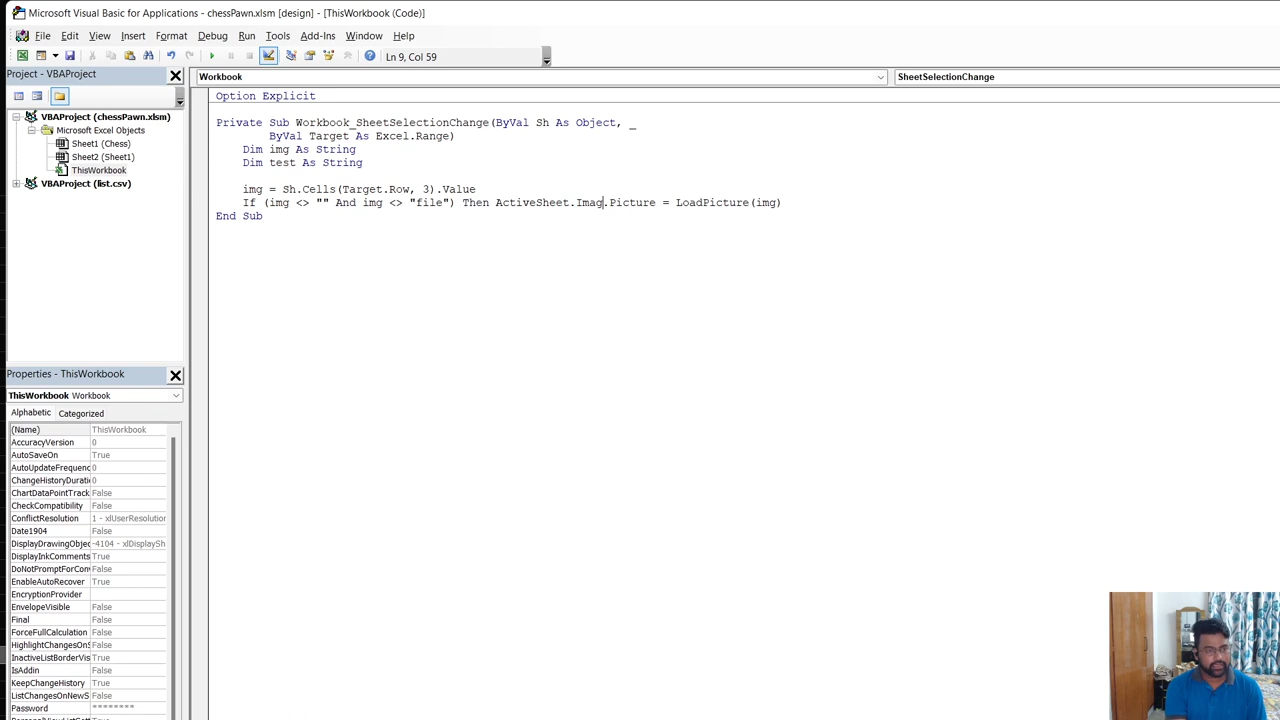 Microsoft Visual Basic for Applications - chessPawn.xlsm [design] - [ThisWorkbook (Code)]
File Edit View Insert Format Debug Run Tools Add-Ins Window Help
Ln 9, Col 59
Project - VBAProject
Workbook
SheetSelectionChange
VBAProject (chessPawn.xlsm)
Microsoft Excel Objects
Sheet1 (Chess)
Sheet2 (Sheet1)
ThisWorkbook
VBAProject (list.csv)
Option Explicit
Private Sub Workbook_SheetSelectionChange(ByVal Sh As Object, _
ByVal Target As Excel.Range)
Dim img As String
Dim test As String
img = Sh.Cells(Target.Row, 3).Value
If (img <> "" And img <> "file") Then ActiveSheet.Imag.Picture = LoadPicture(img)
End Sub
Properties - ThisWorkbook
ThisWorkbook Workbook
Alphabetic Categorized
(Name) ThisWorkbook
AccuracyVersion 0
AutoSaveOn True
AutoUpdateFrequenc 0
ChangeHistoryDurati 0
ChartDataPointTrack False
CheckCompatibility False
ConflictResolution 1 - xlUserResolution
Date1904 False
DisplayDrawingObjec -4104 - xlDisplaySh
DisplayInkComments True
DoNotPromptForCon False
EnableAutoRecover True
EncryptionProvider
EnvelopeVisible False
Final False
ForceFullCalculation False
HighlightChangesOnS False
InactiveListBorderVis True
IsAddin False
KeepChangeHistory True
ListChangesOnNewS False
Password ********